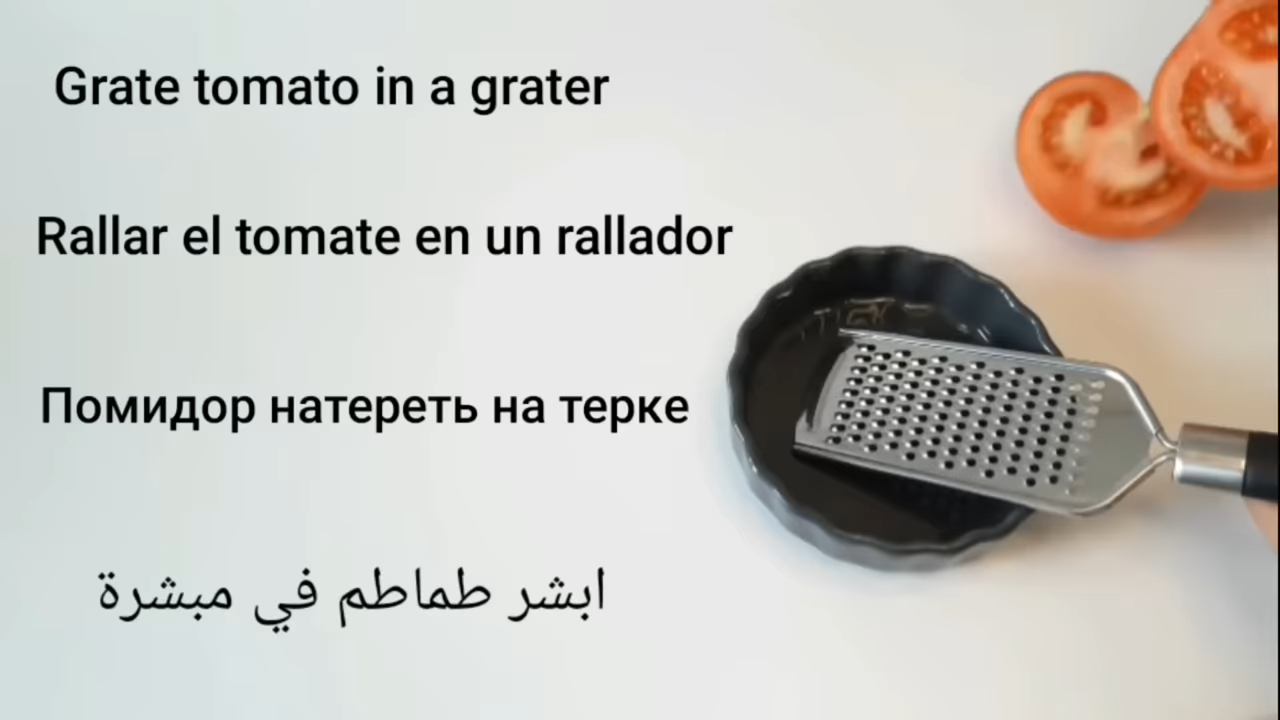 Grate tomato in a grater
Rallar el tomate en un rallador
Помидор натереть на терке
ابشر طماطم في مبشرة